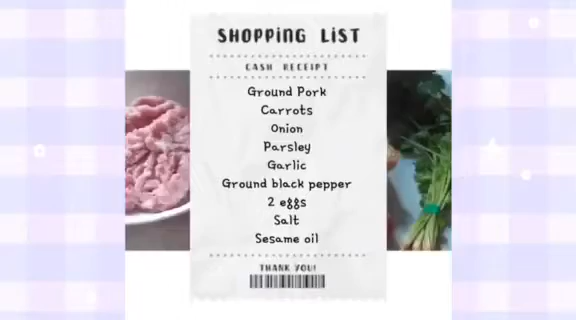 SHOPPiNG LiST
CASH RECEIPT
Ground Pork
Carrots
Onion
Parsley
Garlic
Ground black pepper
2 eggs
Salt
Sesame oil
THANK YOU!